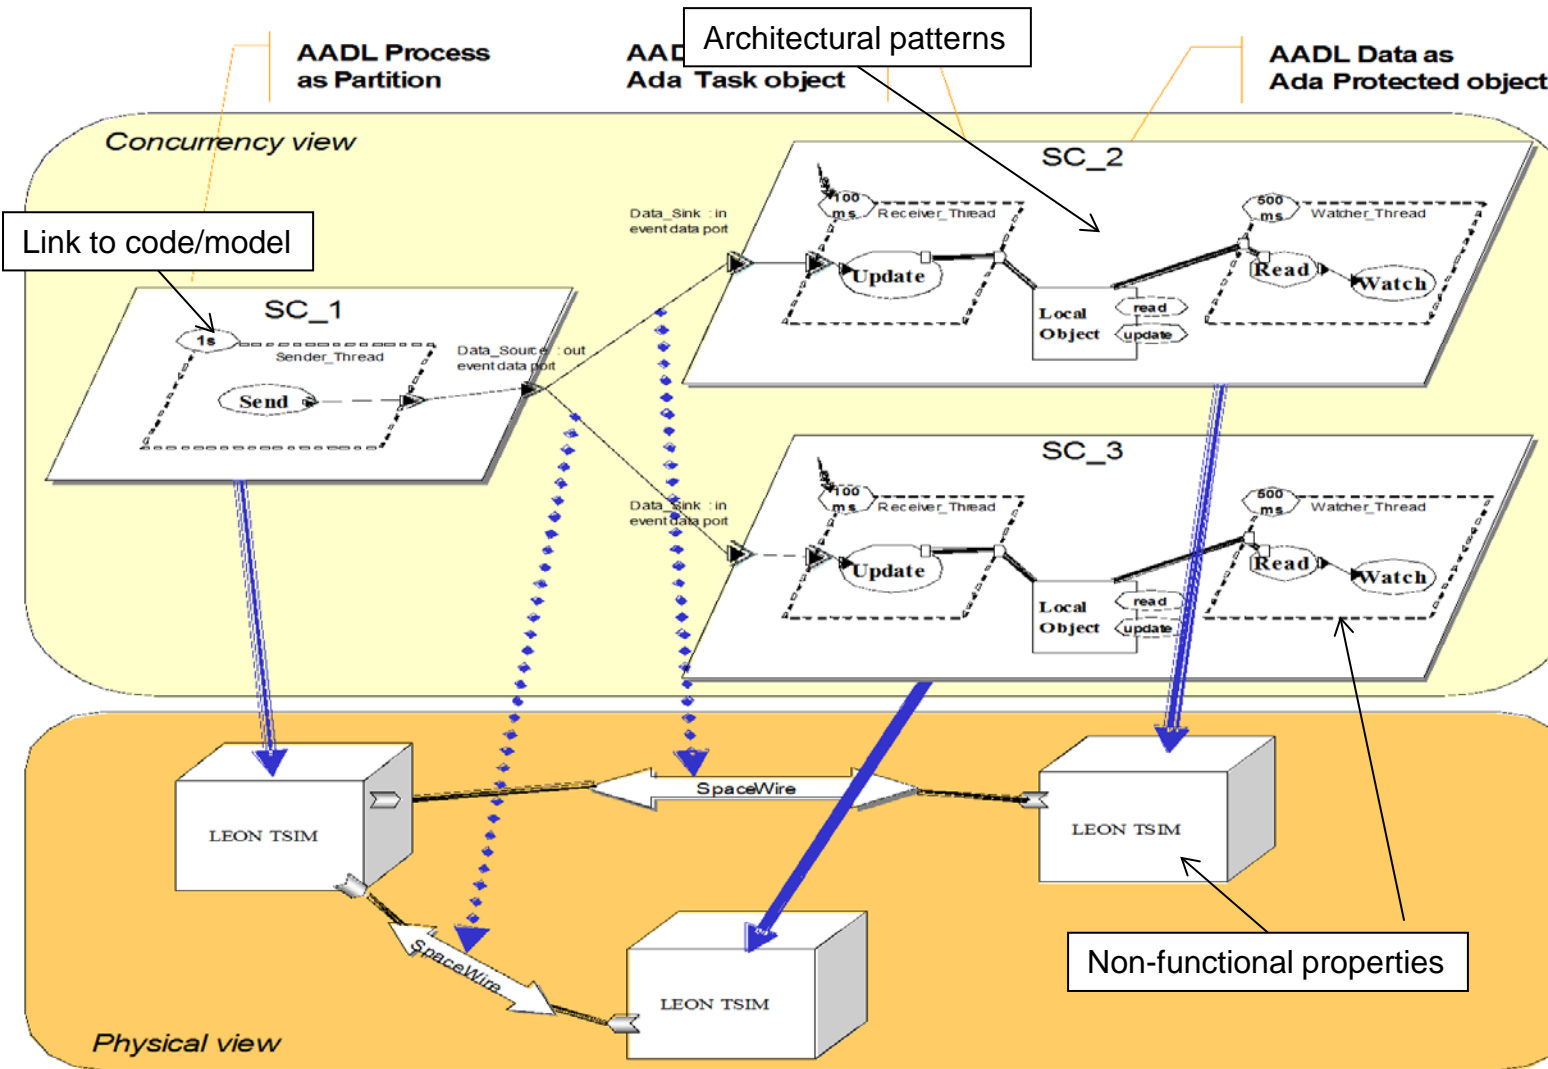 AADL Process
as Partition
AAD
Ada Task object
Architectural patterns
AADL Data as
Ada Protected object
Concurrency view
Link to code/model
SC_1
1s
Sender_Thread
Send
Data_Source : out
event data port
Data_Sink : in
event data port
SC_2
100
ms
Receiver_Thread
Update
Local
Object
read
update
500
ms
Watcher_Thread
Read
Watch
Data_Sink : in
event data port
SC_3
100
ms
Receiver_Thread
Update
Local
Object
read
update
500
ms
Watcher_Thread
Read
Watch
LEON TSIM
SpaceWire
LEON TSIM
SpaceWire
LEON TSIM
Non-functional properties
Physical view